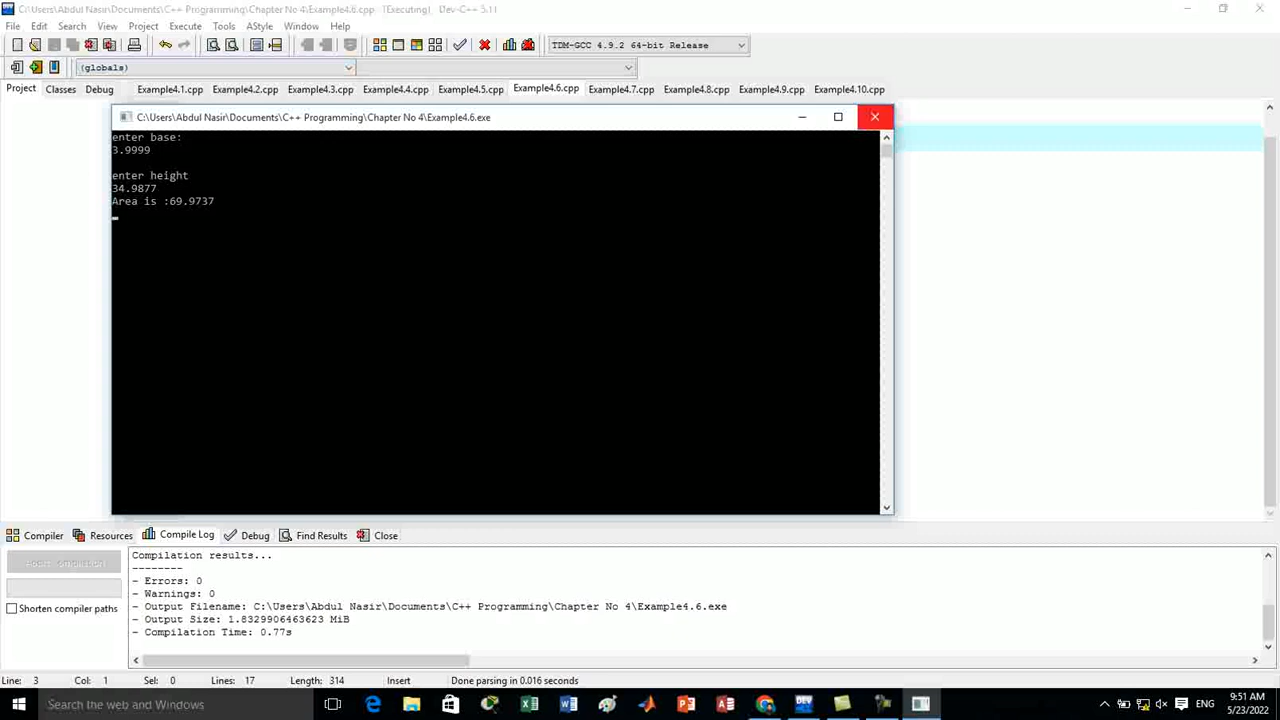 C:\Users\Abdul Nasir\Documents\C++ Programming\Chapter No 4\Example4.6.cpp - [Executing] - Dev-C++ 5.11
File Edit Search View Project Execute Tools AStyle Window Help
TDM-GCC 4.9.2 64-bit Release
(globals)
Project Classes Debug Example4.1.cpp Example4.2.cpp Example4.3.cpp Example4.4.cpp Example4.5.cpp Example4.6.cpp Example4.7.cpp Example4.8.cpp Example4.9.cpp Example4.10.cpp
C:\Users\Abdul Nasir\Documents\C++ Programming\Chapter No 4\Example4.6.exe
enter base:
3.9999
enter height
34.9877
Area is :69.9737
Compiler Resources Compile Log Debug Find Results Close
Abort Compilation
Shorten compiler paths
Compilation results...
--------
- Errors: 0
- Warnings: 0
- Output Filename: C:\Users\Abdul Nasir\Documents\C++ Programming\Chapter No 4\Example4.6.exe
- Output Size: 1.8329906463623 MiB
- Compilation Time: 0.77s
Line: 3 Col: 1 Sel: 0 Lines: 17 Length: 314 Insert Done parsing in 0.016 seconds
Search the web and Windows
ENG
9:51 AM
5/23/2022